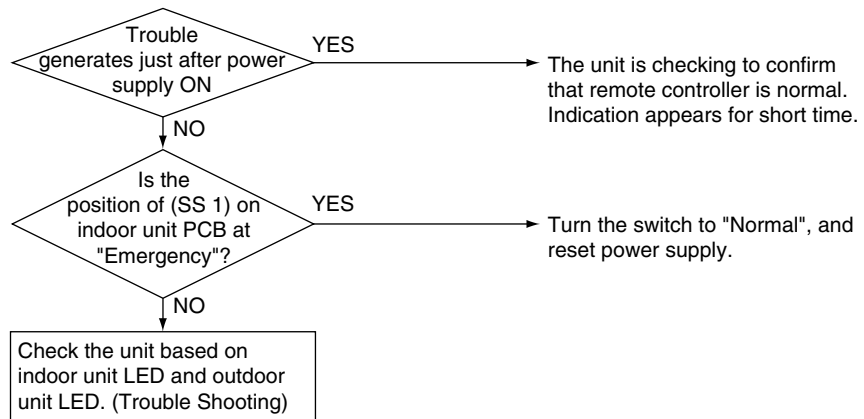 Trouble
generates just after power
supply ON
YES
The unit is checking to confirm
that remote controller is normal.
Indication appears for short time.
NO
Is the
position of (SS 1) on
indoor unit PCB at
"Emergency"?
YES
Turn the switch to "Normal", and
reset power supply.
NO
Check the unit based on
indoor unit LED and outdoor
unit LED. (Trouble Shooting)